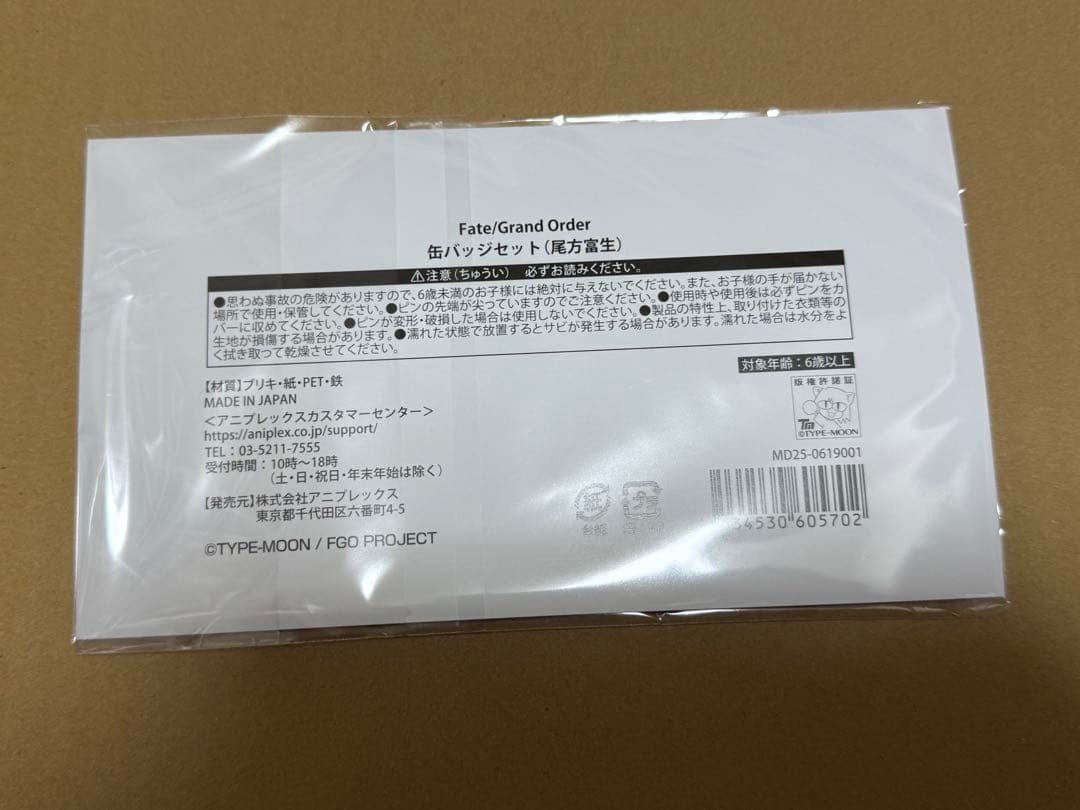 Fate/Grand Order
缶バッジセット（尾方富生）
⚠注意（ちゅうい） 必ずお読みください。
●思わぬ事故の危険がありますので、6歳未満のお子様には絶対に与えないでください。また、お子様の手が届かない
場所で使用・保管してください。●ピンの先端が尖っていますのでご注意ください。●使用時や使用後は必ずピンをカ
バーに収めてください。●ピンが変形・破損した場合は使用しないでください。●製品の特性上、取り付けた衣類等の
生地が損傷する場合があります。●濡れた状態で放置するとサビが発生する場合があります。濡れた場合は水分をよ
く拭き取って乾燥させてください。
対象年齢：6歳以上
【材質】ブリキ・紙・PET・鉄
MADE IN JAPAN
＜アニプレックスカスタマーセンター＞
https://aniplex.co.jp/support/
TEL：03-5211-7555
受付時間：10時～18時
（土・日・祝日・年末年始は除く）
【発売元】株式会社アニプレックス
東京都千代田区六番町4-5
©TYPE-MOON / FGO PROJECT
版権許諾証
TM
©TYPE-MOON
MD25-0619001
紙
台紙
プラ
34530 605702